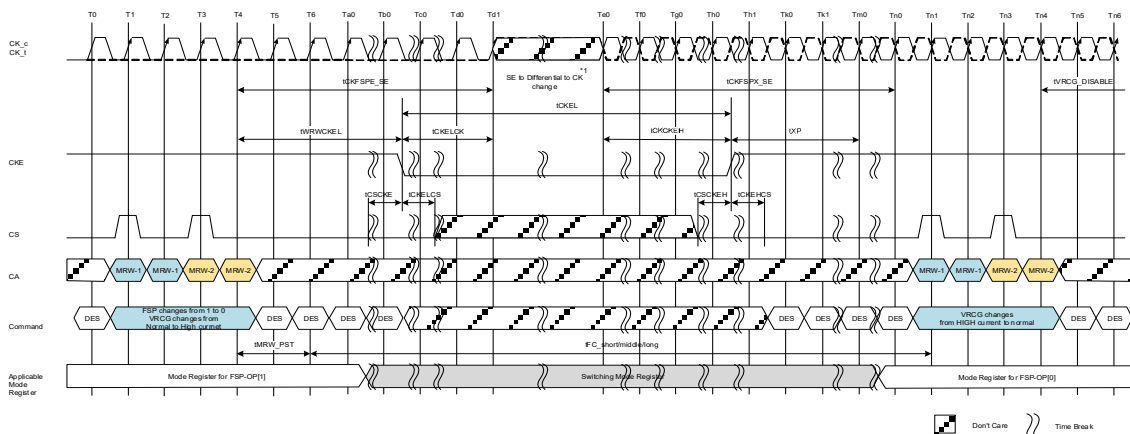 T0 T1 T2 T3 T4 T5 T6 Ta0 Tb0 Tc0 Td0 Td1 Te0 Tf0 Tg0 Th0 Th1 Tk0 Tk1 Tm0 Tn0 Tn1 Tn2 Tn3 Tn4 Tn5 Tn6
CK_c
CK_t
*1
tCKFSPE_SE
SE to Differential to CK
change
tCKFSPX_SE
tVRCG_DISABLE
tCKEL
tWRWCKEL
tCKELCK
tCKCKEH
tXP
CKE
tCSCKE
tCKELCS
tCSCKEH
tCKEHCS
CS
CA
MRW-1 MRW-1 MRW-2 MRW-2
MRW-1 MRW-1 MRW-2 MRW-2
Command
DES
FSP changes from 1 to 0
VRCG changes from
Normal to High curmet
DES DES DES DES
DES DES DES DES
VRCG changes
from HIGH current to normal
DES DES
tMRW_PST
tFC_short/middle/long
Applicable
Mode
Register
Mode Register for FSP-OP[1]
Switching Mode Register
Mode Register for FSP-OP[0]
Don't Care
Time Break